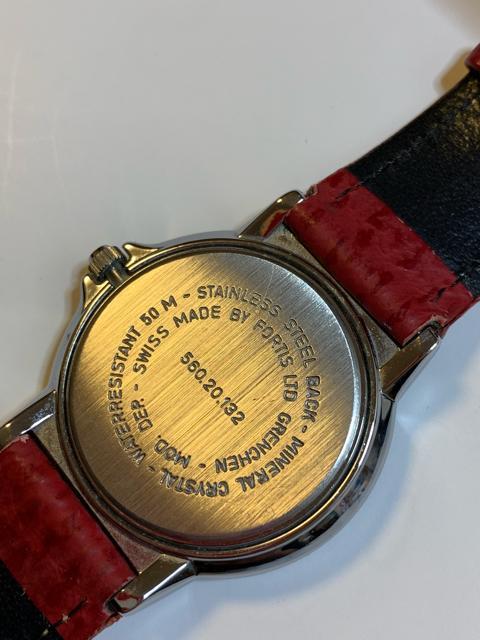 WATERRESISTANT 50 M - STAINLESS STEEL BACK - MINERAL CRYSTAL -
MOD. DEP. - SWISS MADE BY FORTIS LTD GRENCHEN -
560.20.132